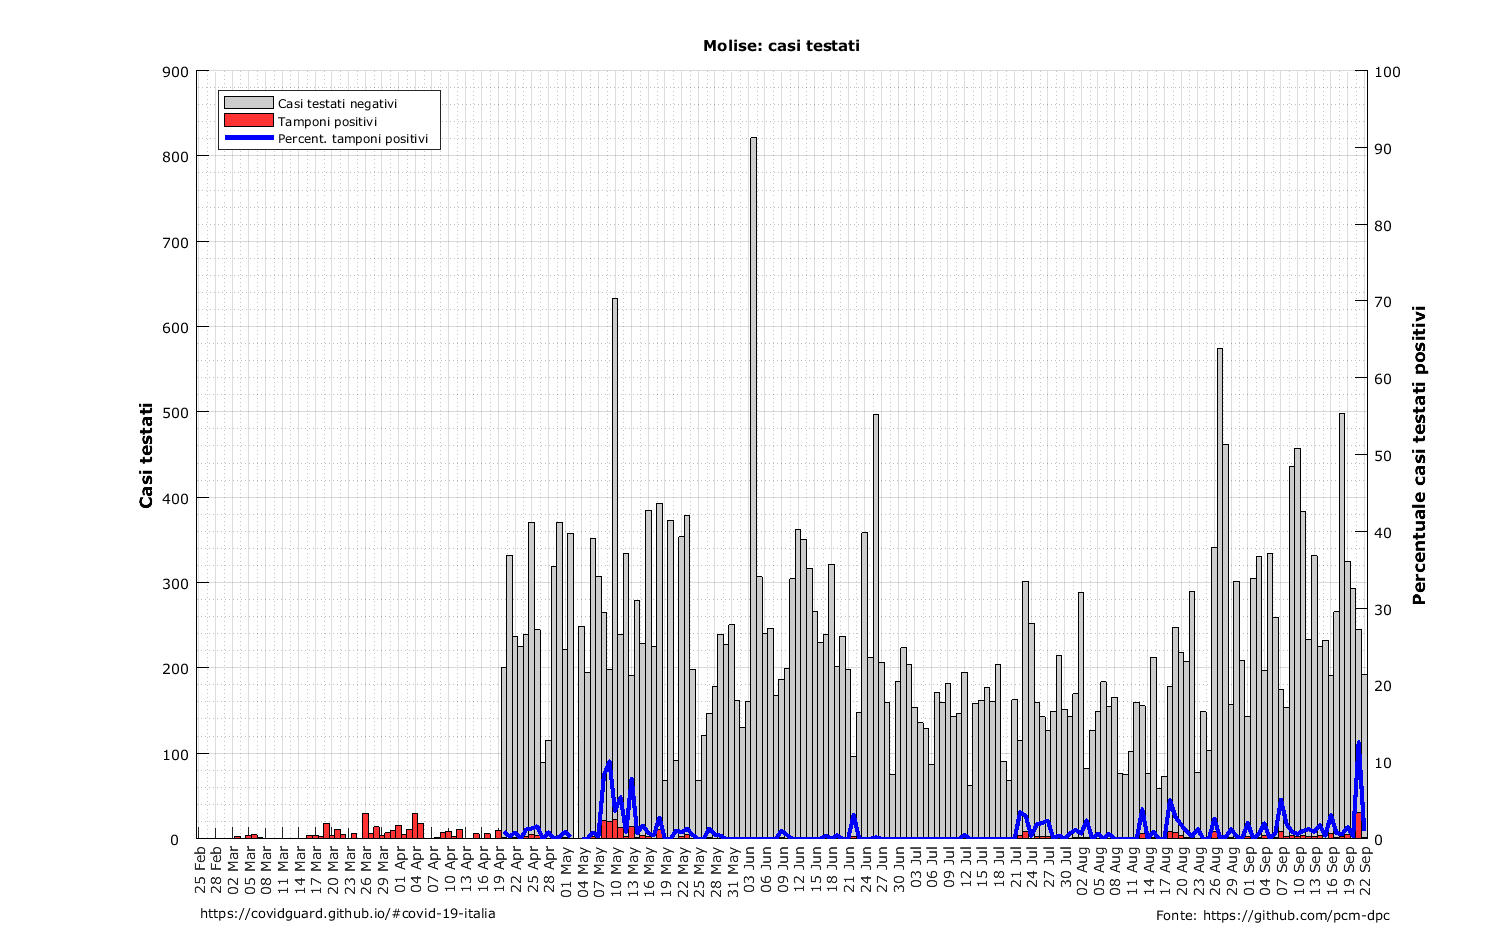 Molise: casi testati
Casi testati negativi
Tamponi positivi
Percent. tamponi positivi
Casi testati
900
800
700
600
500
400
300
200
100
0
Percentuale casi testati positivi
100
90
80
70
60
50
40
30
20
10
0
25 Feb
28 Feb
02 Mar
05 Mar
08 Mar
11 Mar
14 Mar
17 Mar
20 Mar
23 Mar
26 Mar
29 Mar
01 Apr
04 Apr
07 Apr
10 Apr
13 Apr
16 Apr
19 Apr
22 Apr
25 Apr
28 Apr
01 May
04 May
07 May
10 May
13 May
16 May
19 May
22 May
25 May
28 May
31 May
03 Jun
06 Jun
09 Jun
12 Jun
15 Jun
18 Jun
21 Jun
24 Jun
27 Jun
30 Jun
03 Jul
06 Jul
09 Jul
12 Jul
15 Jul
18 Jul
21 Jul
24 Jul
27 Jul
30 Jul
02 Aug
05 Aug
08 Aug
11 Aug
14 Aug
17 Aug
20 Aug
23 Aug
26 Aug
29 Aug
01 Sep
04 Sep
07 Sep
10 Sep
13 Sep
16 Sep
19 Sep
22 Sep
https://covidguard.github.io/#covid-19-italia
Fonte: https://github.com/pcm-dpc